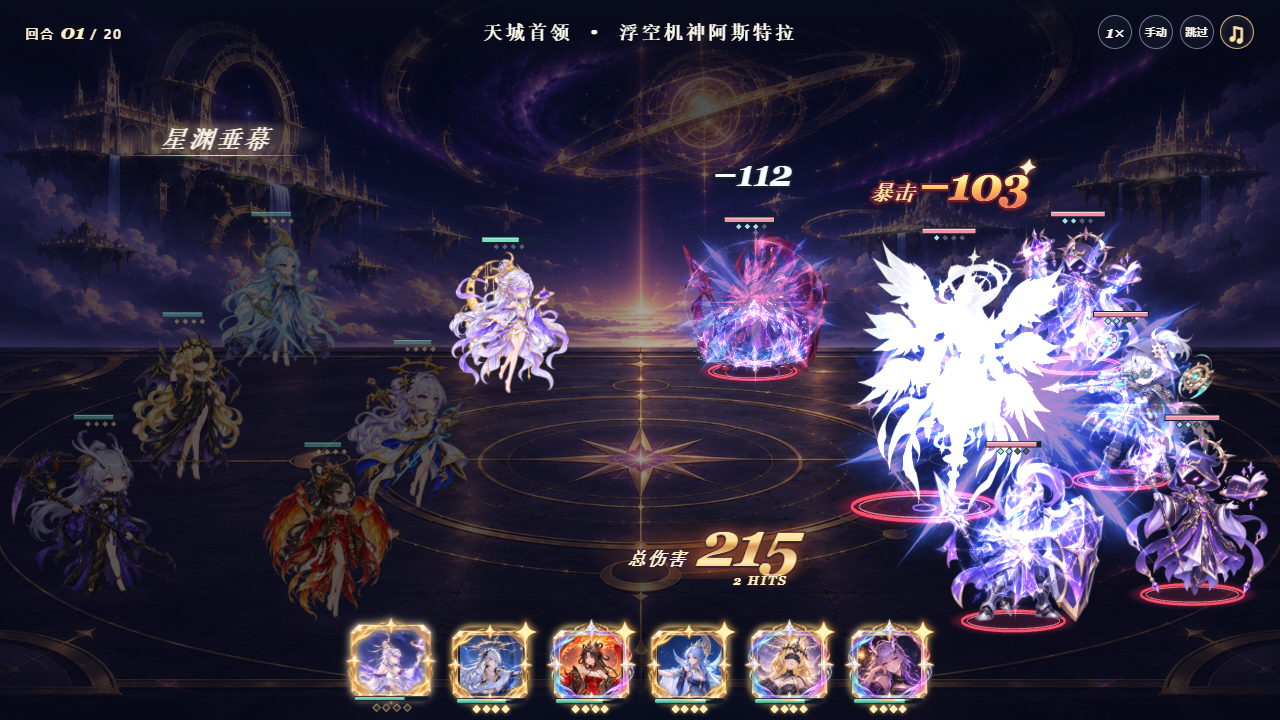 回合 01 / 20
天城首领 • 浮空机神阿斯特拉
1×
手动
跳过
星渊垂幕
-112
暴击 -103
总伤害 215
2 HITS